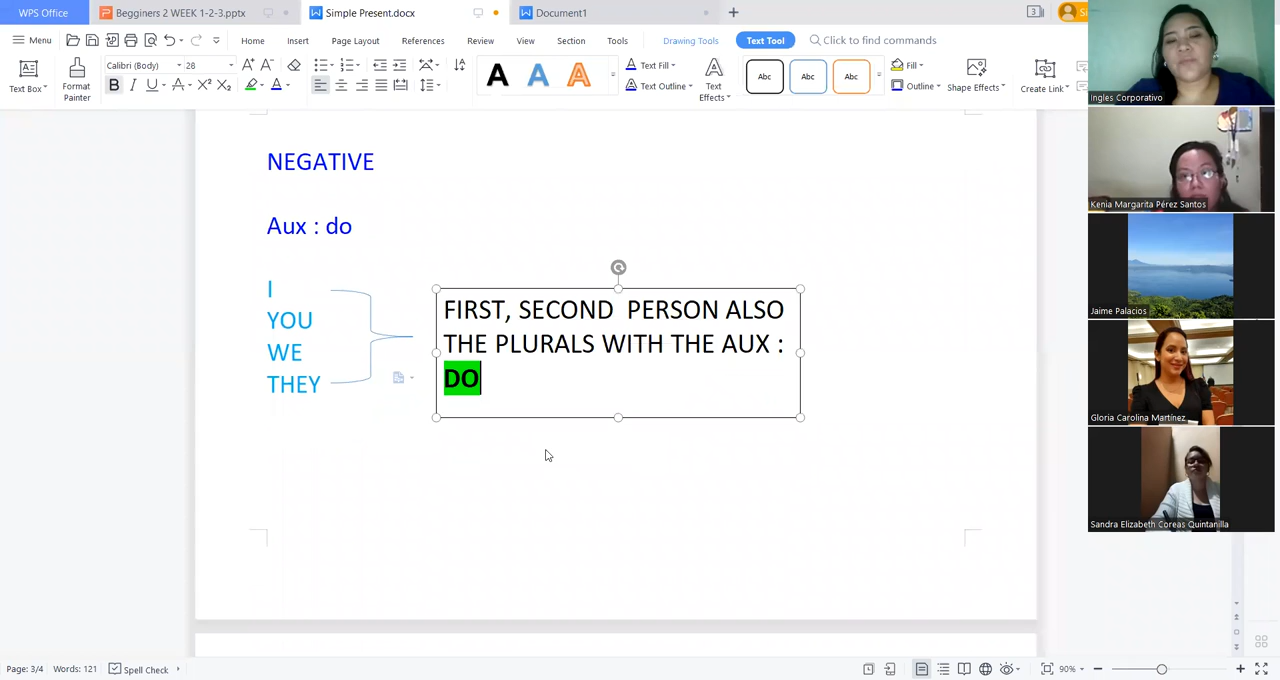 WPS Office
Begginers 2 WEEK 1-2-3.pptx
Simple Present.docx
Document1
3
Menu
Home
Insert
Page Layout
References
Review
View
Section
Tools
Drawing Tools
Text Tool
Click to find commands
Text Box
Format Painter
Calibri (Body)
28
Text Fill
Text Outline
Text Effects
Abc
Abc
Abc
Fill
Outline
Shape Effects
Create Link
NEGATIVE
Aux : do
I
YOU
WE
THEY
FIRST, SECOND PERSON ALSO
THE PLURALS WITH THE AUX :
DO
Ingles Corporativo
Kenia Margarita Pérez Santos
Jaime Palacios
Gloria Carolina Martínez
Sandra Elizabeth Coreas Quintanilla
Page: 3/4
Words: 121
Spell Check
90%